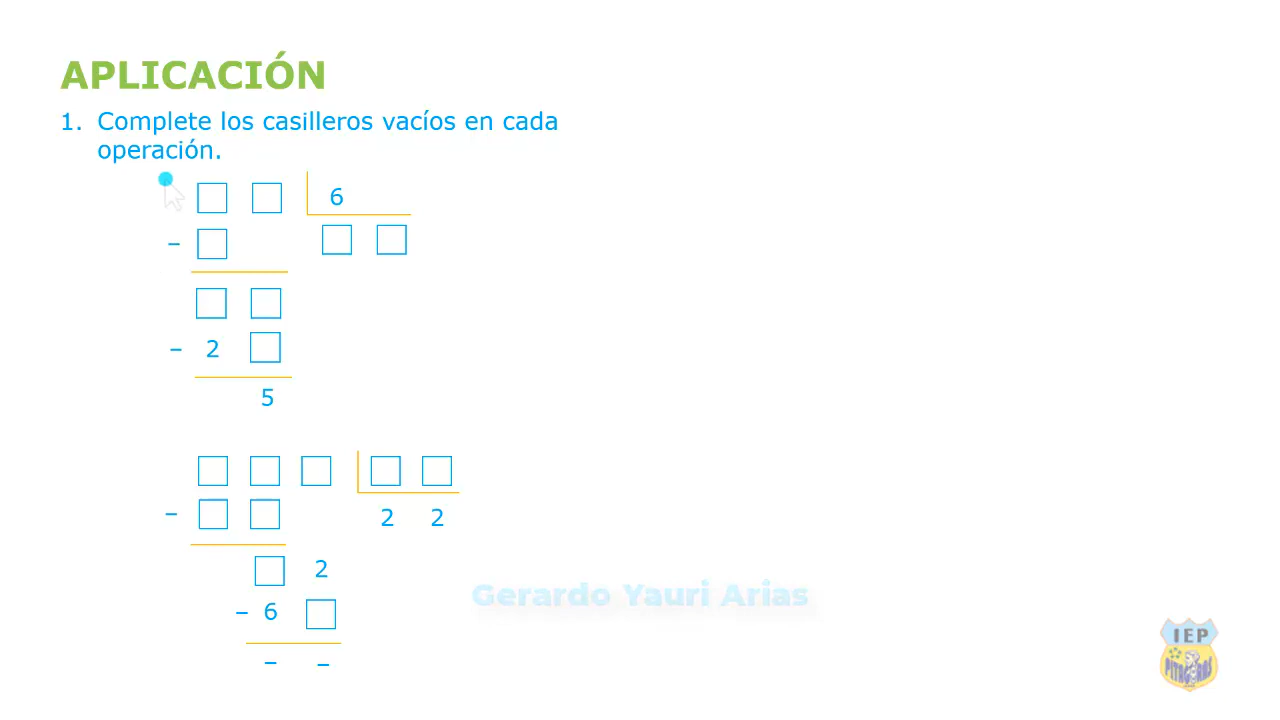 APLICACIÓN
1. Complete los casilleros vacíos en cada
operación.
□ □ 6
– □ □ □
□ □
– 2 □
5
□ □ □ □ □
– □ □ 2 2
□ 2
– 6 □
– –
Gerardo Yauri Arias
IEP
PITAGORAS